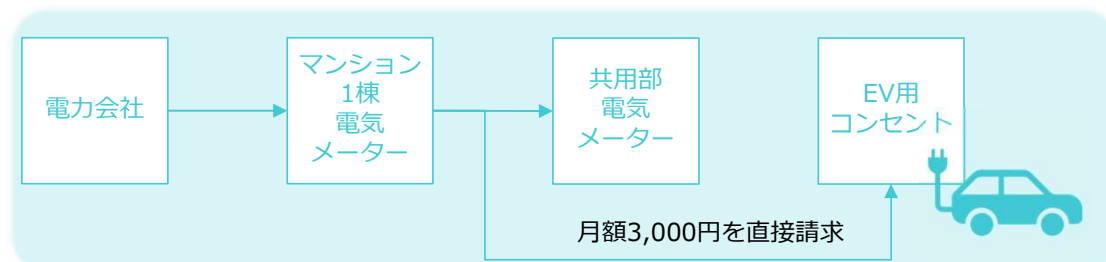 電力会社
マンション
1棟
電気
メーター
共用部
電気
メーター
EV用
コンセント
月額3,000円を直接請求